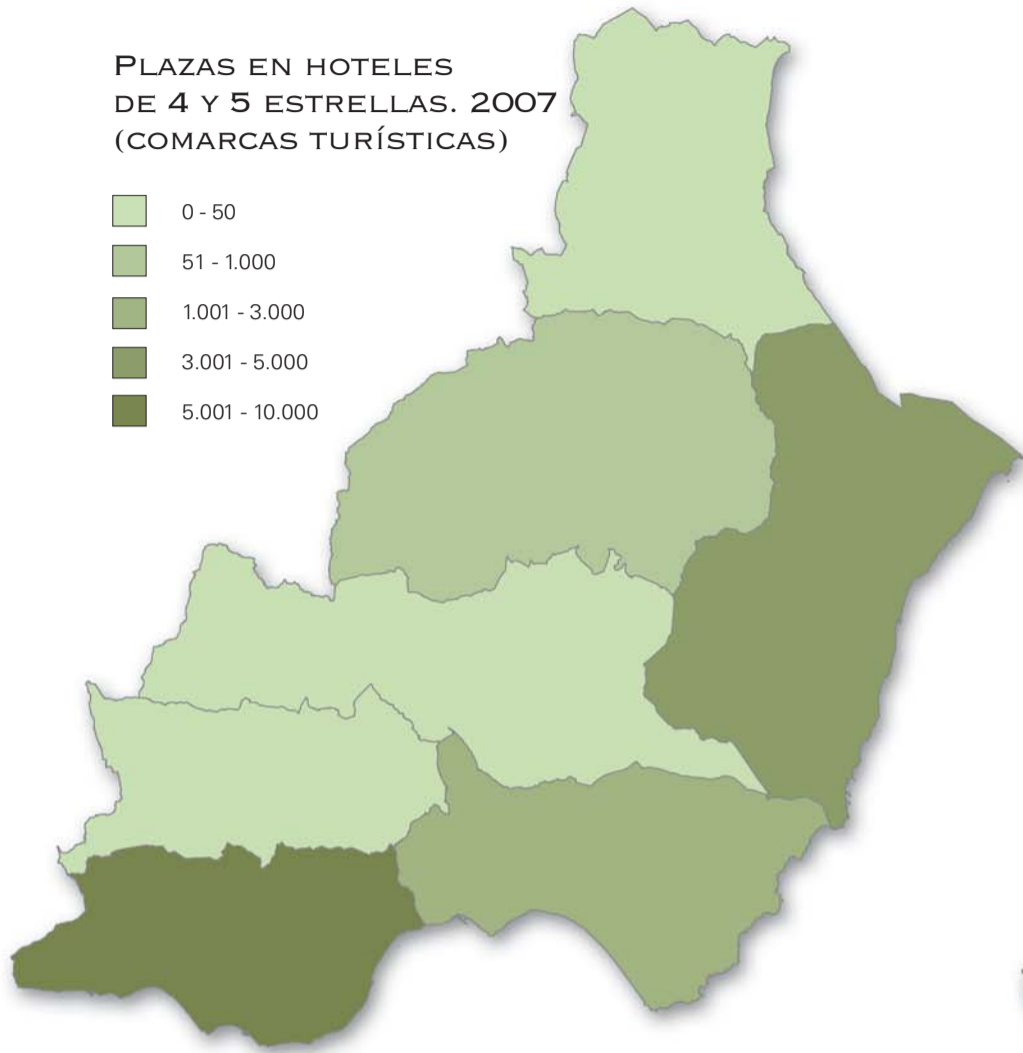 PLAZAS EN HOTELES
DE 4 Y 5 ESTRELLAS. 2007
(COMARCAS TURÍSTICAS)
0 - 50
51 - 1.000
1.001 - 3.000
3.001 - 5.000
5.001 - 10.000